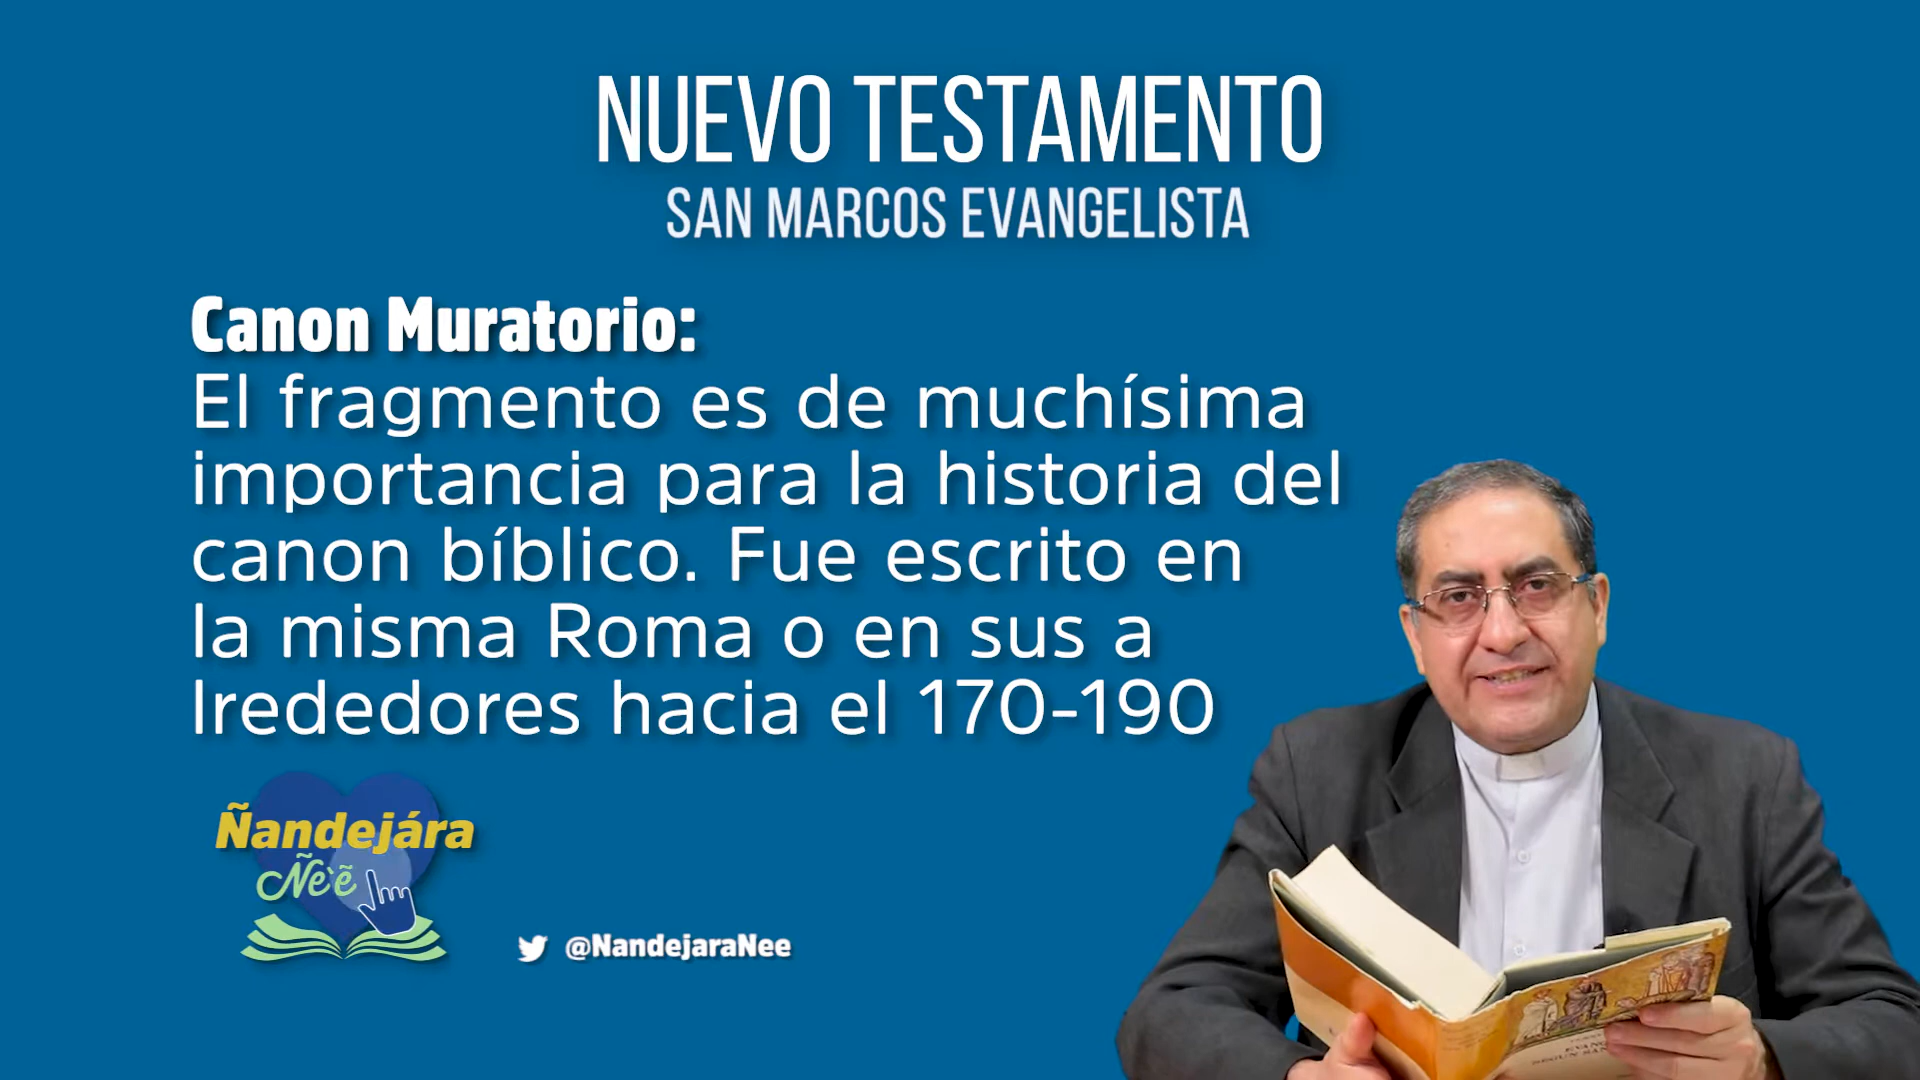 NUEVO TESTAMENTO
SAN MARCOS EVANGELISTA
Canon Muratorio:
El fragmento es de muchísima
importancia para la historia del
canon bíblico. Fue escrito en
la misma Roma o en sus a
lrededores hacia el 170-190
Ñandejára
Ñe'ẽ
@NandejaraNee